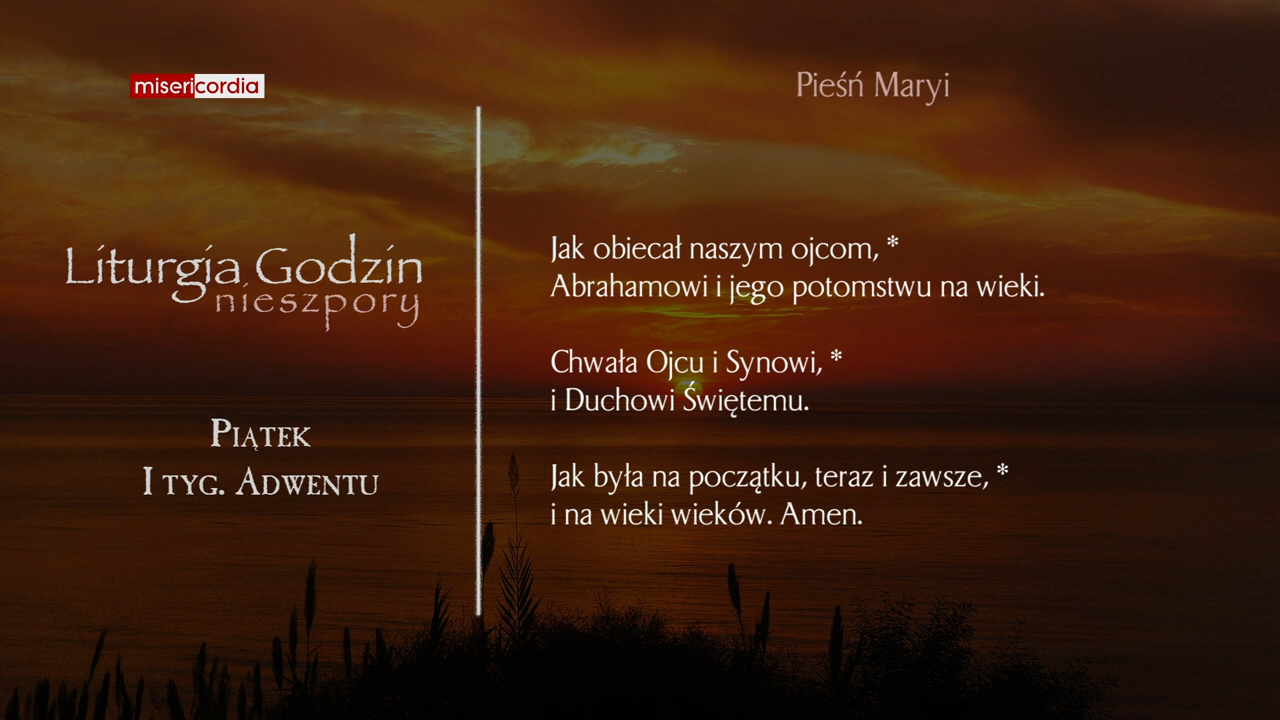 misericordia
Pieśń Maryi
Liturgia Godzin
nieszpory
Piątek
I tyg. Adwentu
Jak obiecał naszym ojcom, *
Abrahamowi i jego potomstwu na wieki.
Chwała Ojcu i Synowi, *
i Duchowi Świętemu.
Jak była na początku, teraz i zawsze, *
i na wieki wieków. Amen.